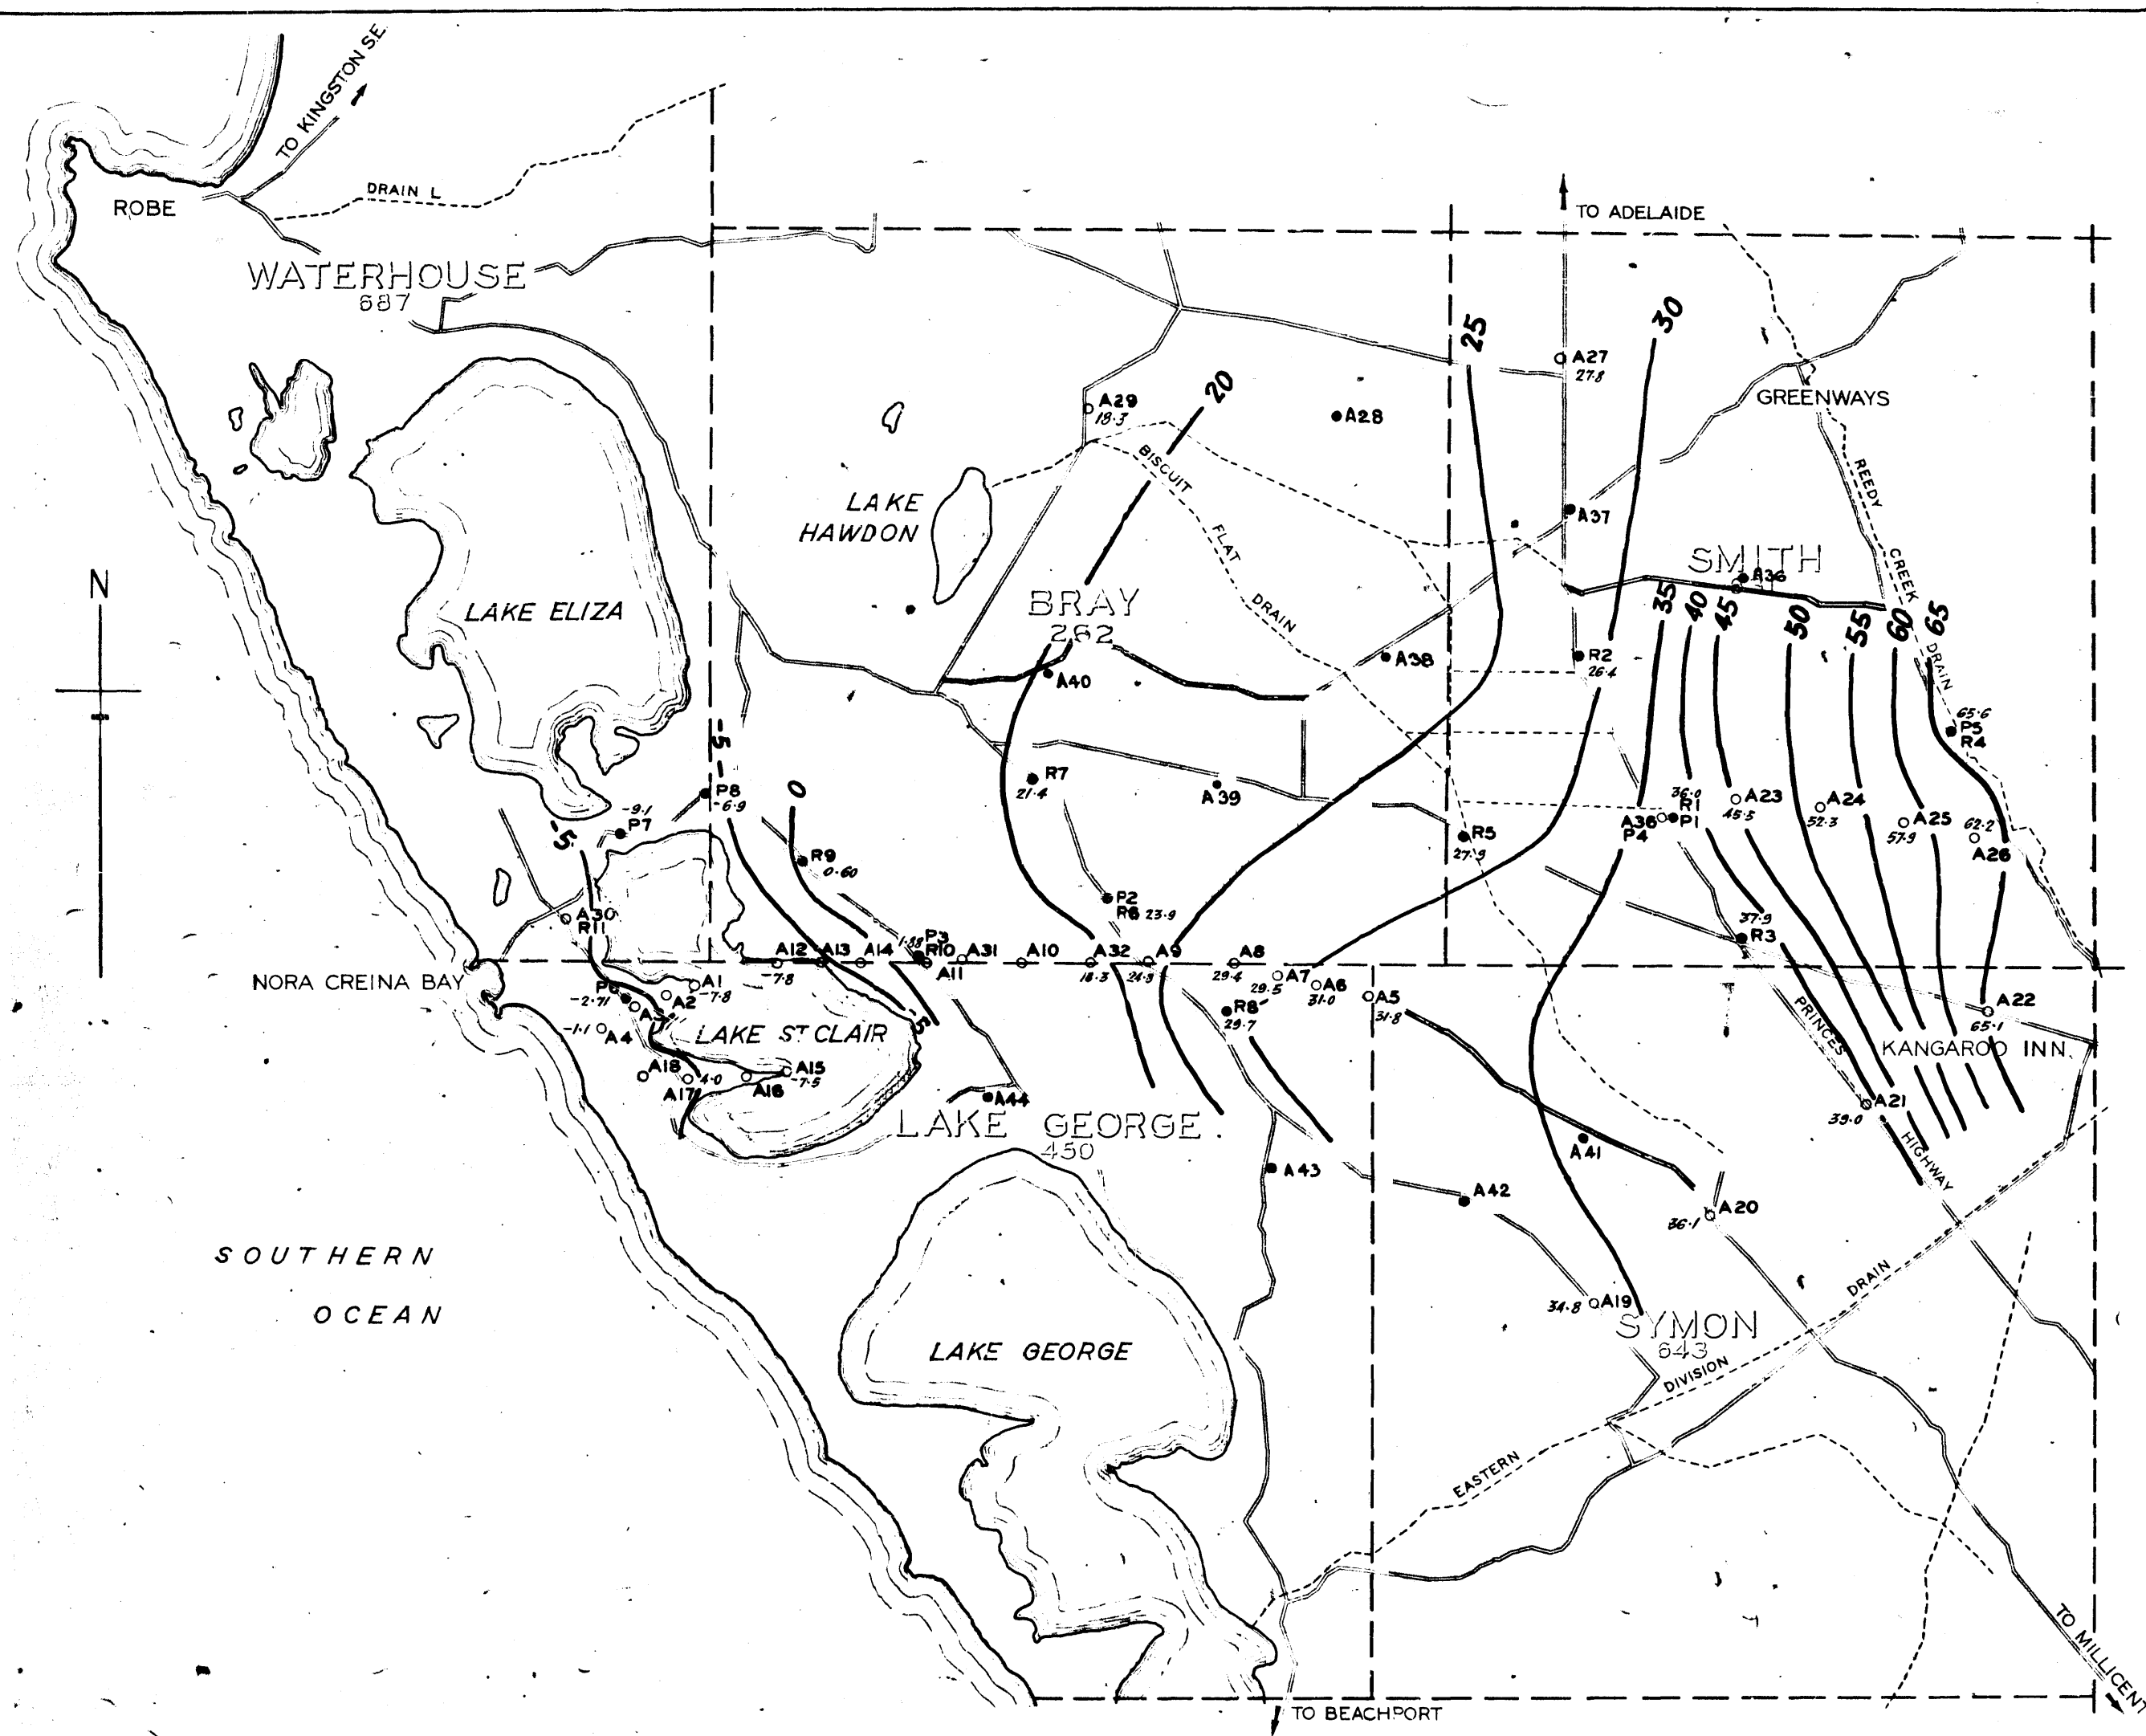 TO KINGSTON S.E.
ROBE
DRAIN L
TO ADELAIDE
WATERHOUSE
687
25
30
20
A27
27.8
A29
18.3
A28
GREENWAYS
BISCUIT
FLAT
DRAIN
REEDY
CREEK
DRAIN
LAKE
HAWDON
A37
SMITH
A36
N
LAKE ELIZA
BRAY
262
35
40
45
50
55
60
65
A38
R2
26.4
A40
65.6
P5
R4
-5
0
P8
-6.9
R7
21.4
A39
-9.1
P7
-5
36.0
R1
P1
A36
P4
A23
45.5
A24
52.3
A25
57.9
62.2
A26
R5
27.9
R9
0.60
P2
R6 23.9
A30
R11
37.9
R3
A12
-7.8
A13
A14
1.88
P3
R10
A11
A31
A10
A32
18.3
A9
24.9
A8
29.4
A7
29.5
A6
31.0
A5
31.8
NORA CREINA BAY
A1
-7.8
A2
P6
-2.71
A3
-1.1
A4
R8
29.7
A22
65.1
LAKE ST CLAIR
-5
PRINCES
HIGHWAY
KANGAROO INN
A18
A17
4.0
A16
A15
-7.5
A44
A21
39.0
LAKE GEORGE
450
A41
A43
A42
A20
36.1
SOUTHERN
OCEAN
34.8
A19
SYMON
643
LAKE GEORGE
EASTERN
DIVISION
DRAIN
TO MILLICENT
TO BEACHPORT